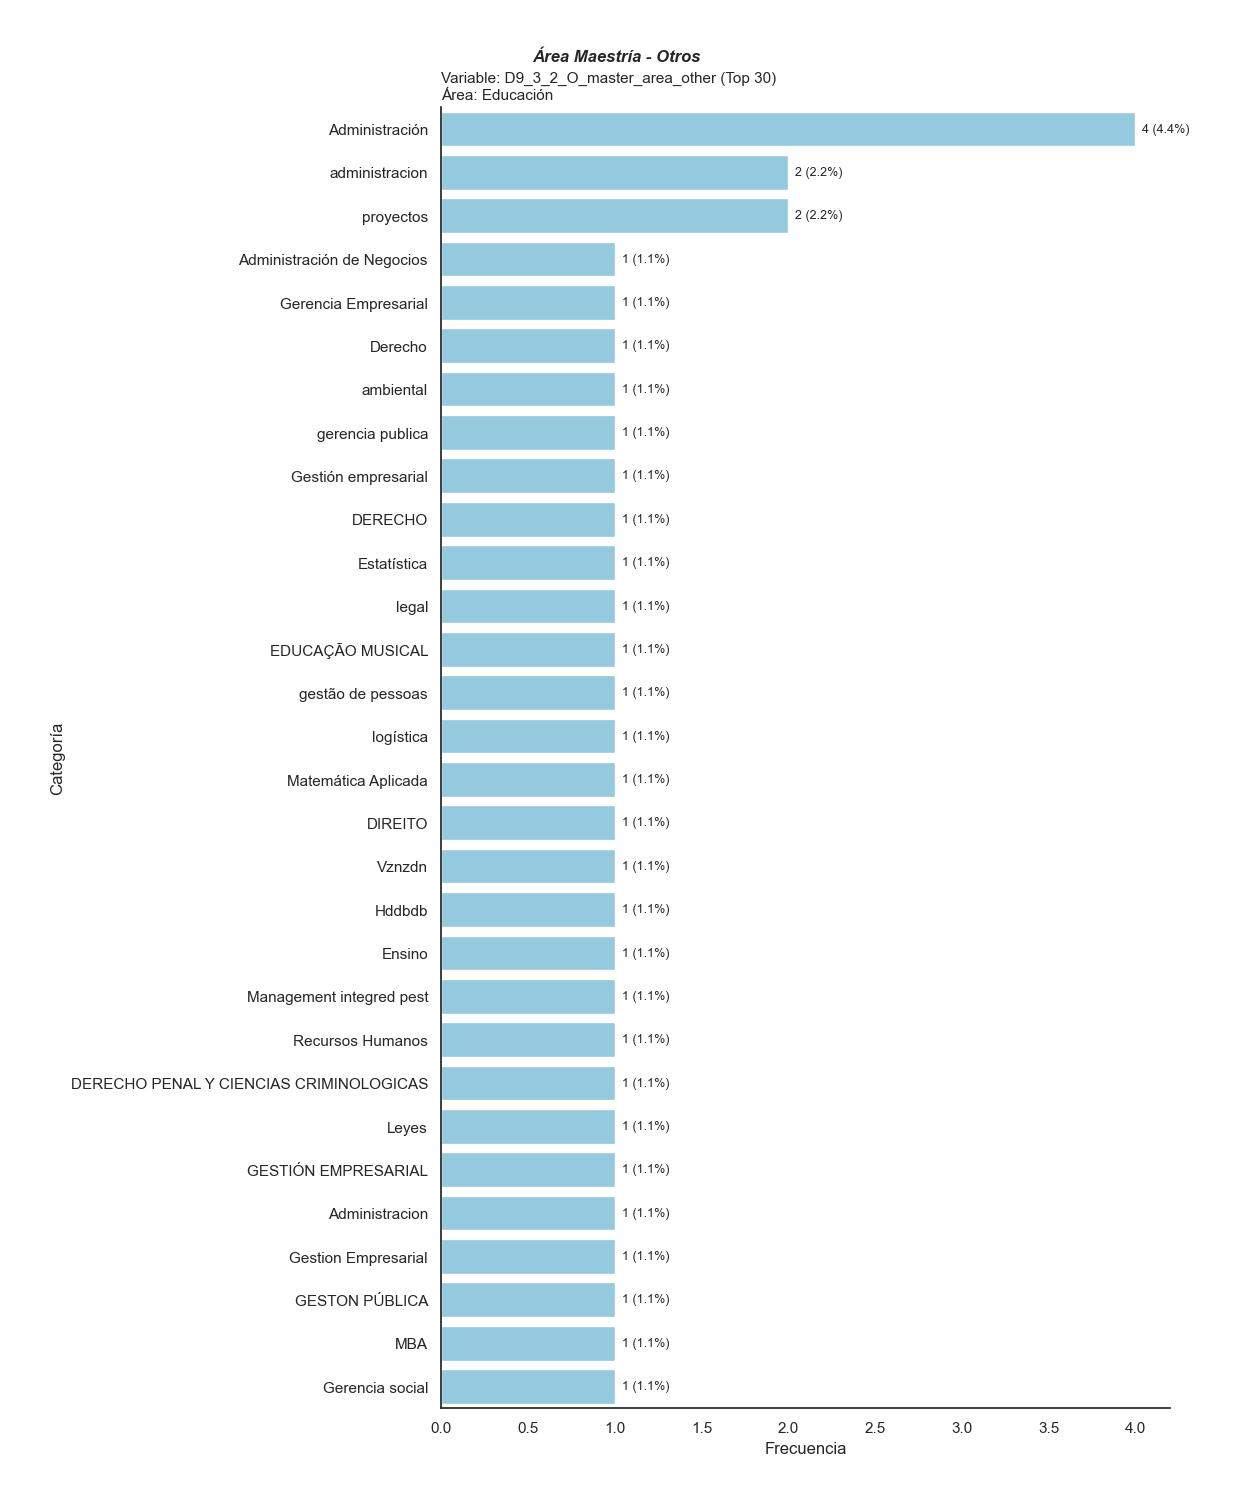 Área Maestría - Otros
Variable: D9_3_2_O_master_area_other (Top 30)
Área: Educación
Administración 4 (4.4%)
administracion 2 (2.2%)
proyectos 2 (2.2%)
Administración de Negocios 1 (1.1%)
Gerencia Empresarial 1 (1.1%)
Derecho 1 (1.1%)
ambiental 1 (1.1%)
gerencia publica 1 (1.1%)
Gestión empresarial 1 (1.1%)
DERECHO 1 (1.1%)
Estatística 1 (1.1%)
legal 1 (1.1%)
EDUCAÇÃO MUSICAL 1 (1.1%)
gestão de pessoas 1 (1.1%)
logística 1 (1.1%)
Matemática Aplicada 1 (1.1%)
DIREITO 1 (1.1%)
Vznzdn 1 (1.1%)
Hddbdb 1 (1.1%)
Ensino 1 (1.1%)
Management integred pest 1 (1.1%)
Recursos Humanos 1 (1.1%)
DERECHO PENAL Y CIENCIAS CRIMINOLOGICAS 1 (1.1%)
Leyes 1 (1.1%)
GESTIÓN EMPRESARIAL 1 (1.1%)
Administracion 1 (1.1%)
Gestion Empresarial 1 (1.1%)
GESTON PÚBLICA 1 (1.1%)
MBA 1 (1.1%)
Gerencia social 1 (1.1%)
Categoría
0.0 0.5 1.0 1.5 2.0 2.5 3.0 3.5 4.0
Frecuencia